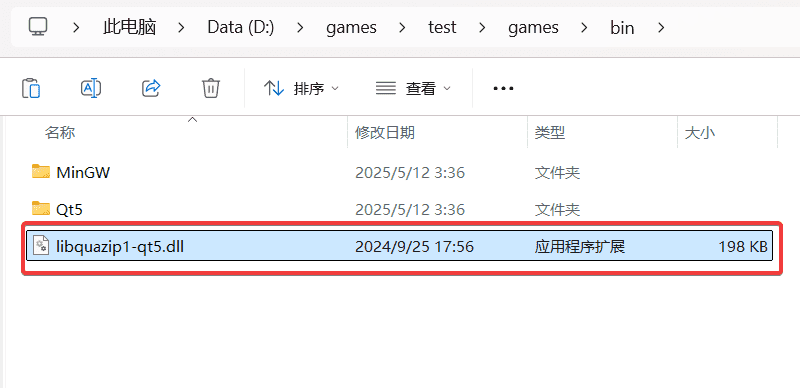 此电脑 > Data (D:) > games > test > games > bin >
排序 查看 ...
名称 修改日期 类型 大小
MinGW 2025/5/12 3:36 文件夹
Qt5 2025/5/12 3:36 文件夹
libquazip1-qt5.dll 2024/9/25 17:56 应用程序扩展 198 KB